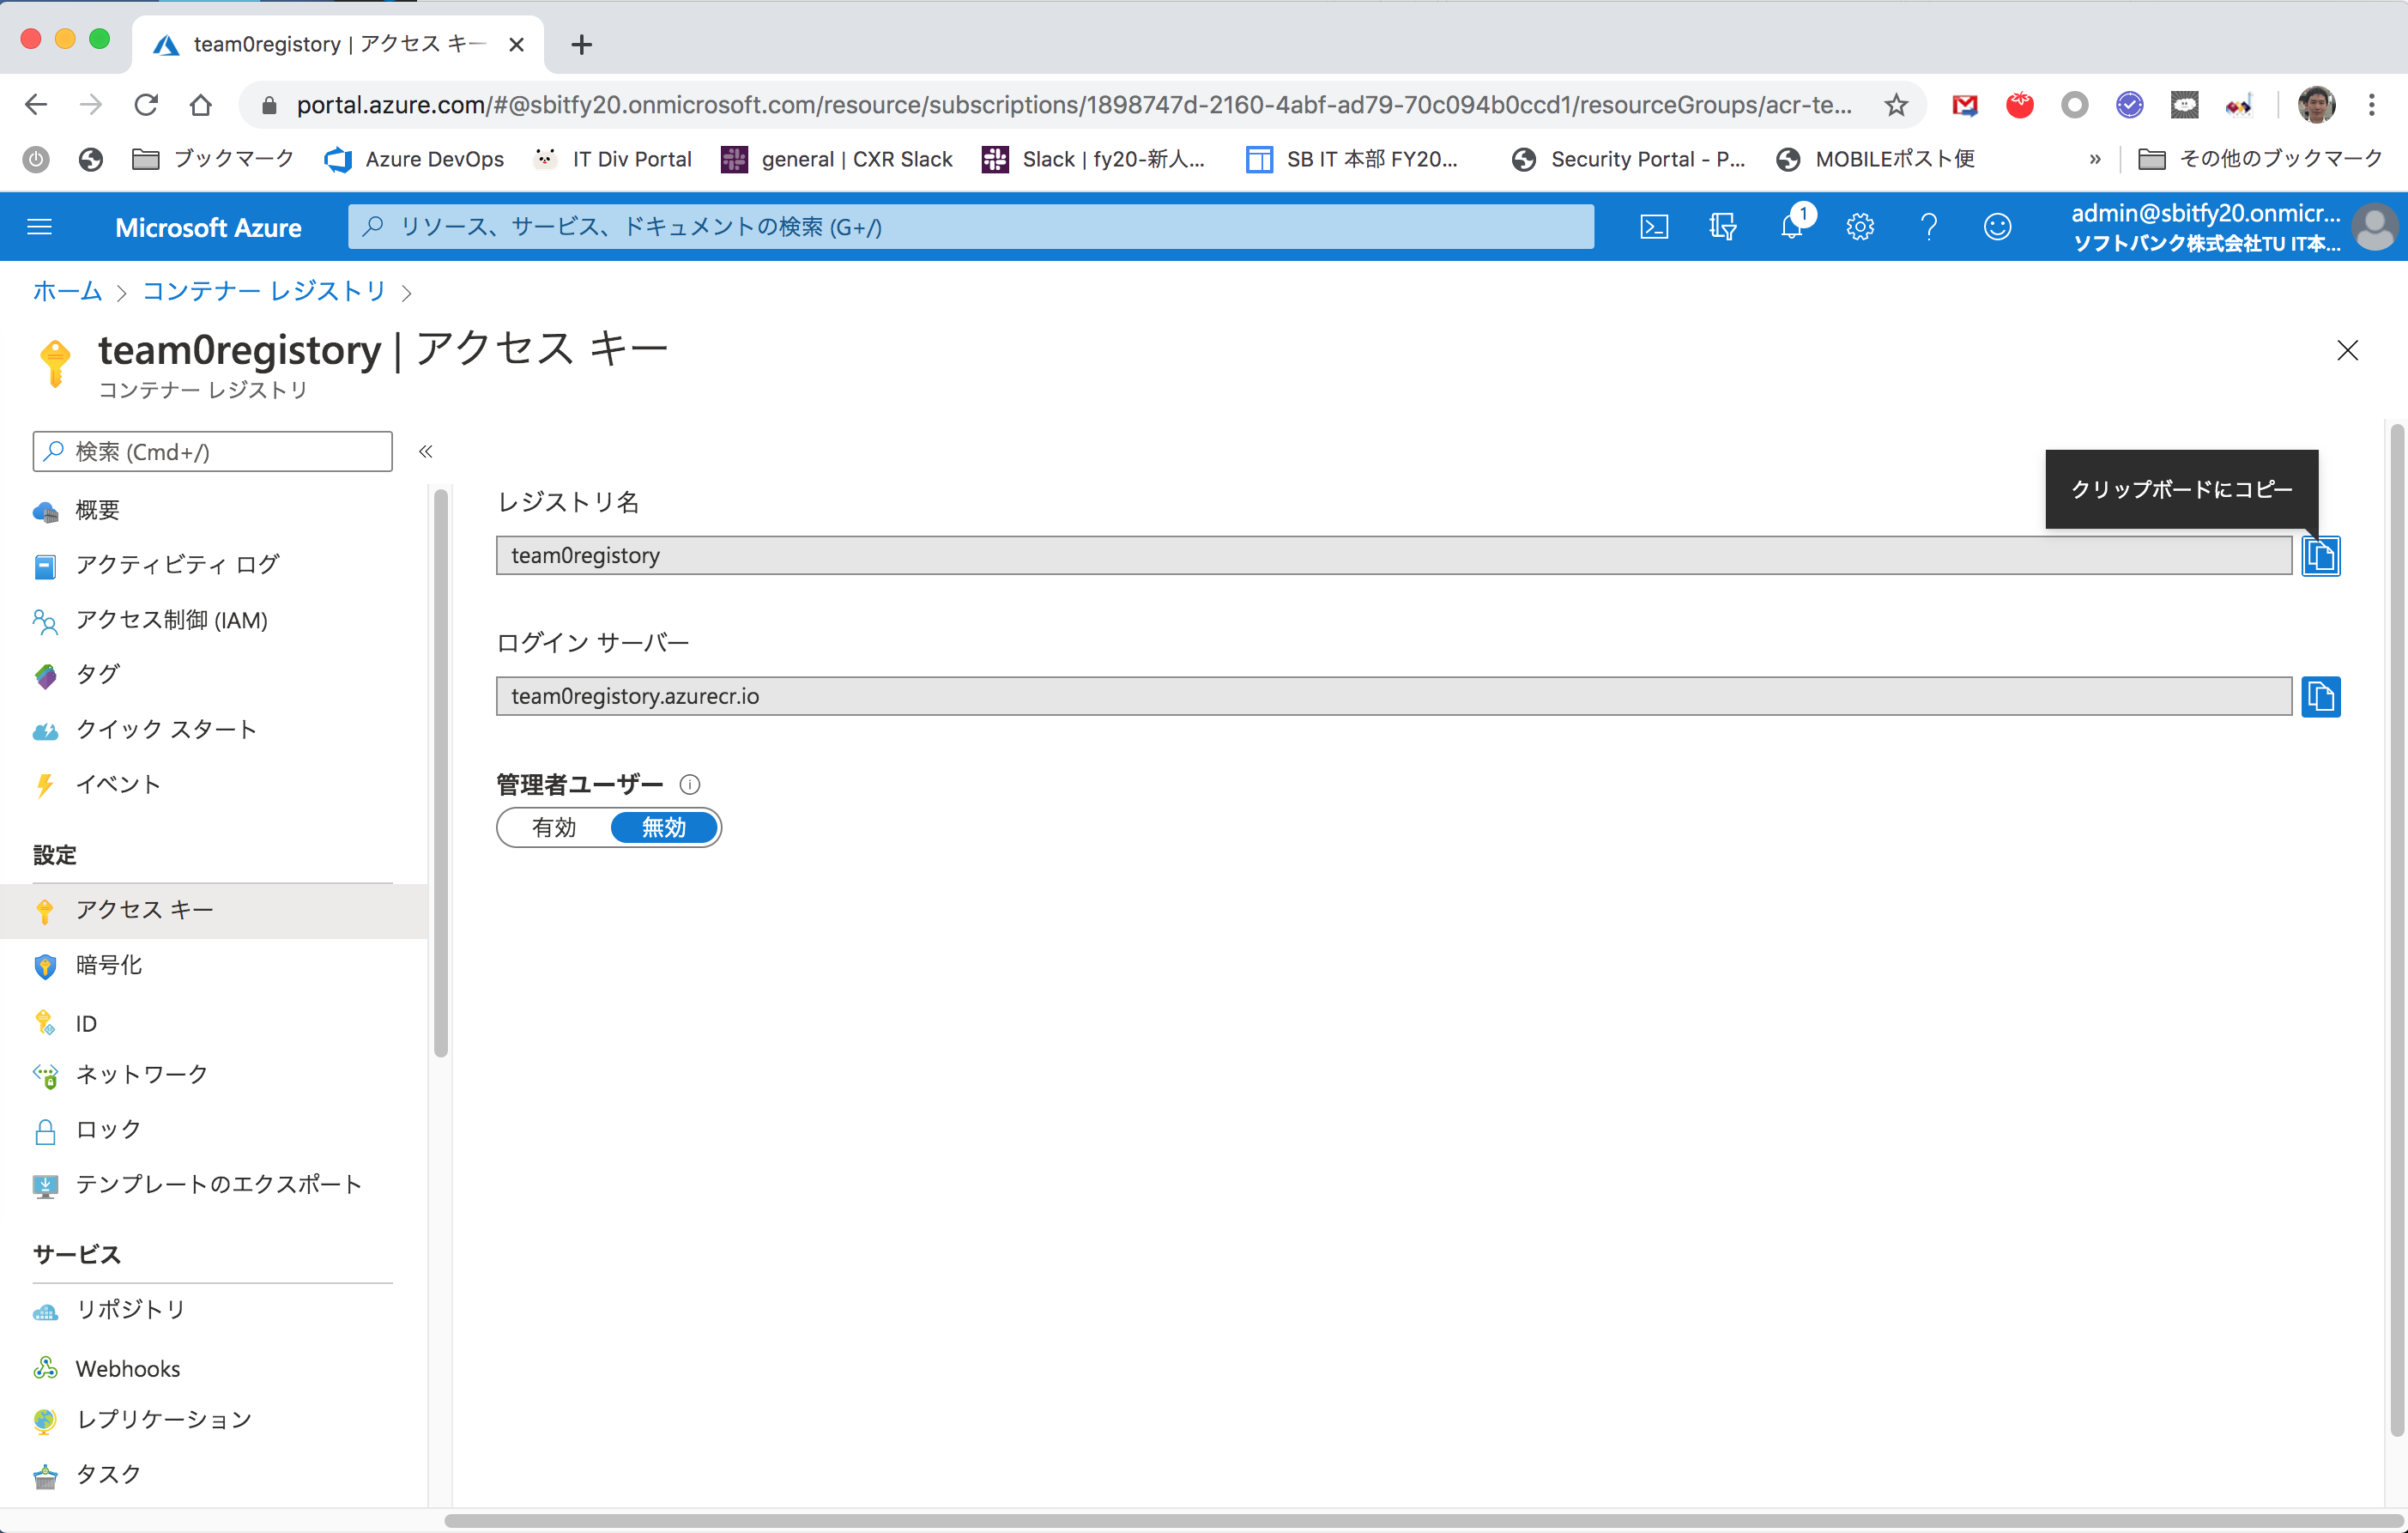 team0registory | アクセス キー
portal.azure.com/#@sbitfy20.onmicrosoft.com/resource/subscriptions/1898747d-2160-4abf-ad79-70c094b0ccd1/resourceGroups/acr-te...
ブックマーク Azure DevOps IT Div Portal general | CXR Slack Slack | fy20-新人... SB IT 本部 FY20... Security Portal - P... MOBILEポスト便 » その他のブックマーク
Microsoft Azure
リソース、サービス、ドキュメントの検索 (G+/)
1
admin@sbitfy20.onmicr...
ソフトバンク株式会社TU IT本...
ホーム > コンテナー レジストリ >
team0registory | アクセス キー
コンテナー レジストリ
検索 (Cmd+/)
«
概要
アクティビティ ログ
アクセス制御 (IAM)
タグ
クイック スタート
イベント
設定
アクセス キー
暗号化
ID
ネットワーク
ロック
テンプレートのエクスポート
サービス
リポジトリ
Webhooks
レプリケーション
タスク
クリップボードにコピー
レジストリ名
team0registory
ログイン サーバー
team0registory.azurecr.io
管理者ユーザー
有効 無効